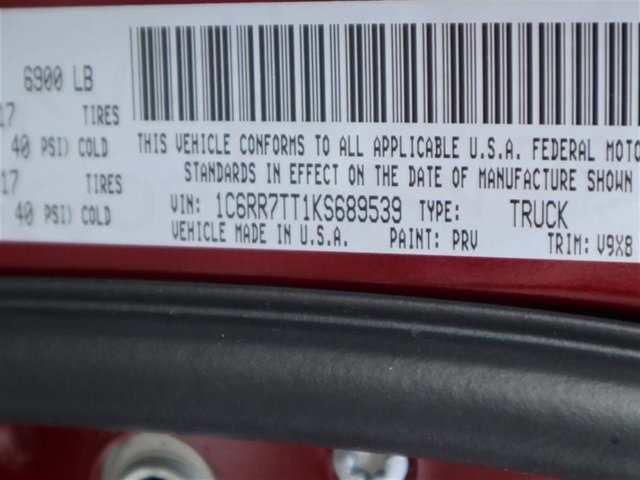 6900 LB
17 TIRES
40 PSI) COLD
17 TIRES
40 PSI) COLD
THIS VEHICLE CONFORMS TO ALL APPLICABLE U.S.A. FEDERAL MOTO
STANDARDS IN EFFECT ON THE DATE OF MANUFACTURE SHOWN
VIN: 1C6RR7TT1KS689539 TYPE: TRUCK
VEHICLE MADE IN U.S.A. PAINT: PRV TRIM: V9X8